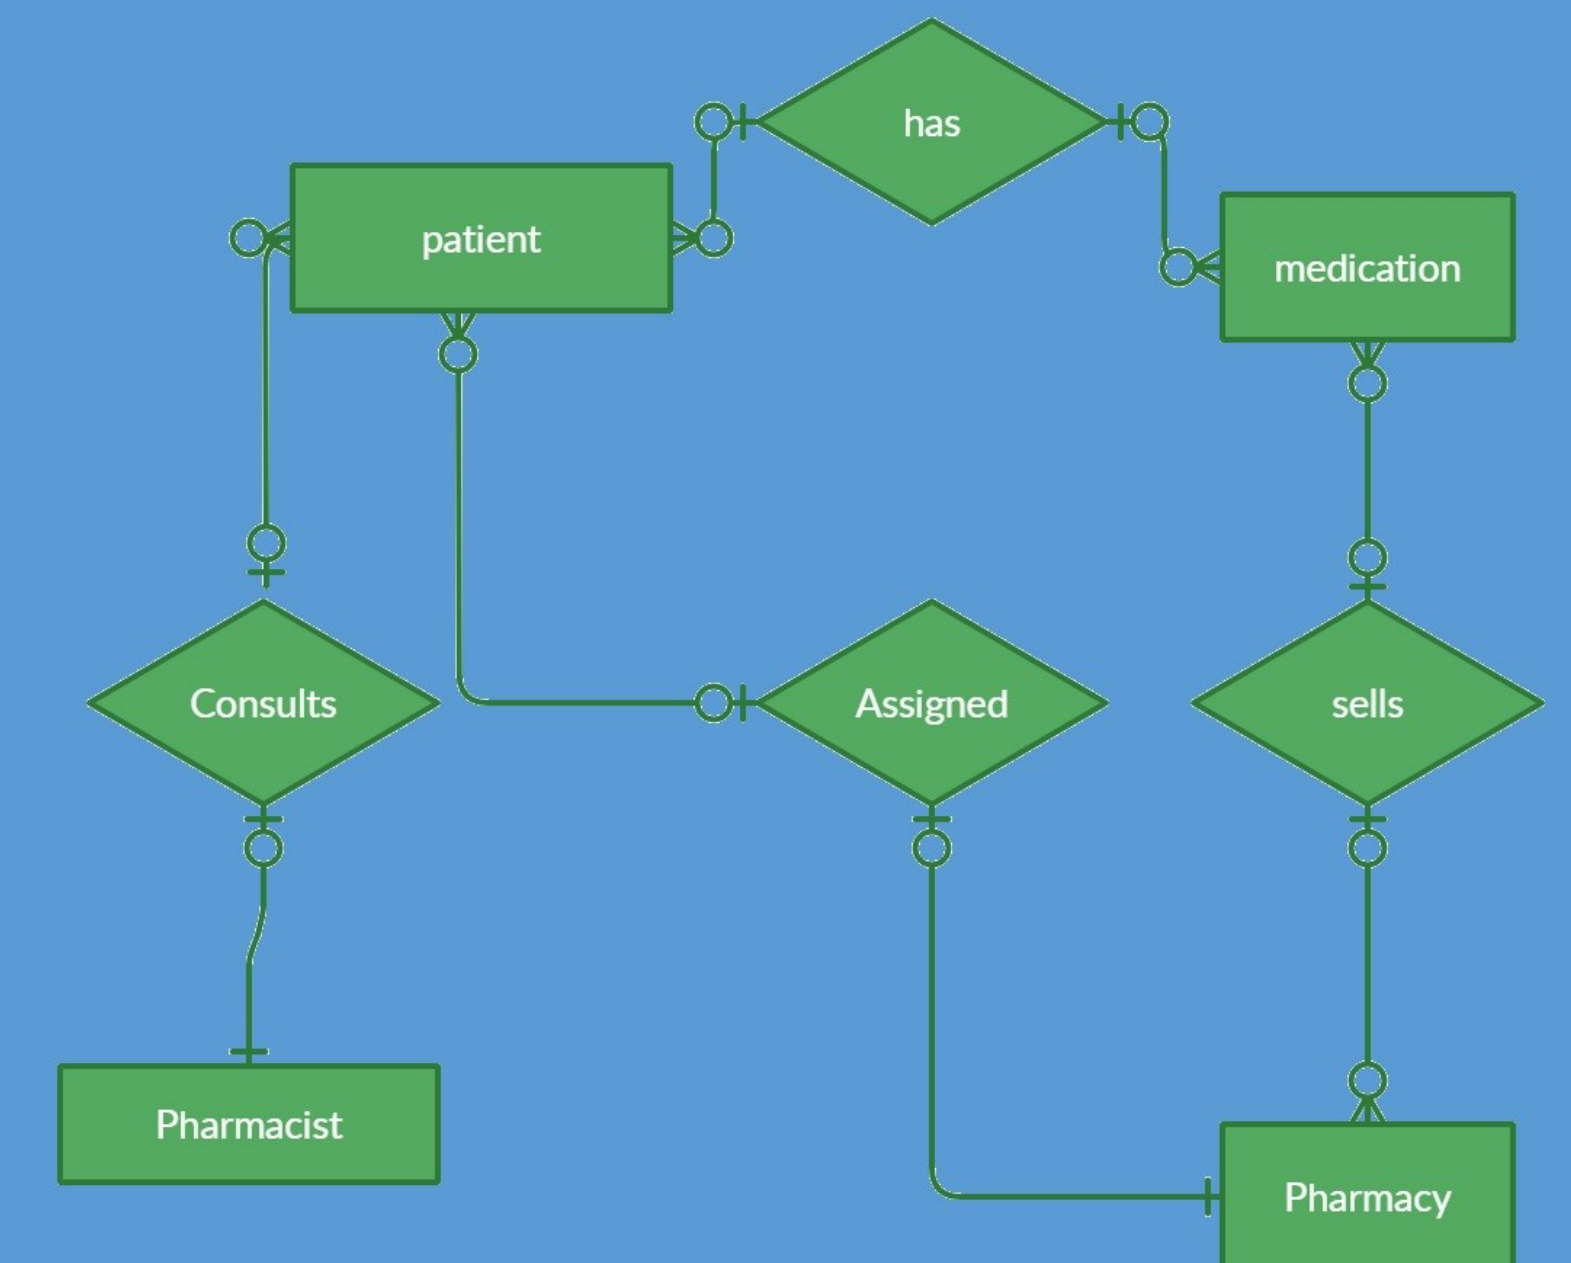 has
patient
medication
Consults
Assigned
sells
Pharmacist
Pharmacy